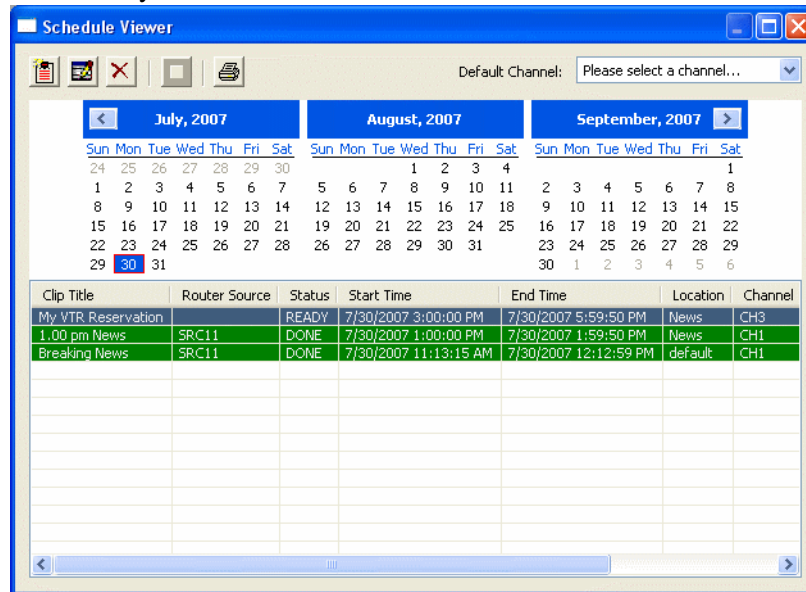 Schedule Viewer
Default Channel: Please select a channel...
July, 2007 August, 2007 September, 2007
Sun Mon Tue Wed Thu Fri Sat Sun Mon Tue Wed Thu Fri Sat Sun Mon Tue Wed Thu Fri Sat
24 25 26 27 28 29 30 1 2 3 4 1
1 2 3 4 5 6 7 5 6 7 8 9 10 11 2 3 4 5 6 7 8
8 9 10 11 12 13 14 12 13 14 15 16 17 18 9 10 11 12 13 14 15
15 16 17 18 19 20 21 19 20 21 22 23 24 25 16 17 18 19 20 21 22
22 23 24 25 26 27 28 26 27 28 29 30 31 23 24 25 26 27 28 29
29 30 31 30 1 2 3 4 5 6
Clip Title Router Source Status Start Time End Time Location Channel
My VTR Reservation READY 7/30/2007 3:00:00 PM 7/30/2007 5:59:50 PM News CH3
1.00 pm News SRC11 DONE 7/30/2007 1:00:00 PM 7/30/2007 1:59:50 PM News CH1
Breaking News SRC11 DONE 7/30/2007 11:13:15 AM 7/30/2007 12:12:59 PM default CH1